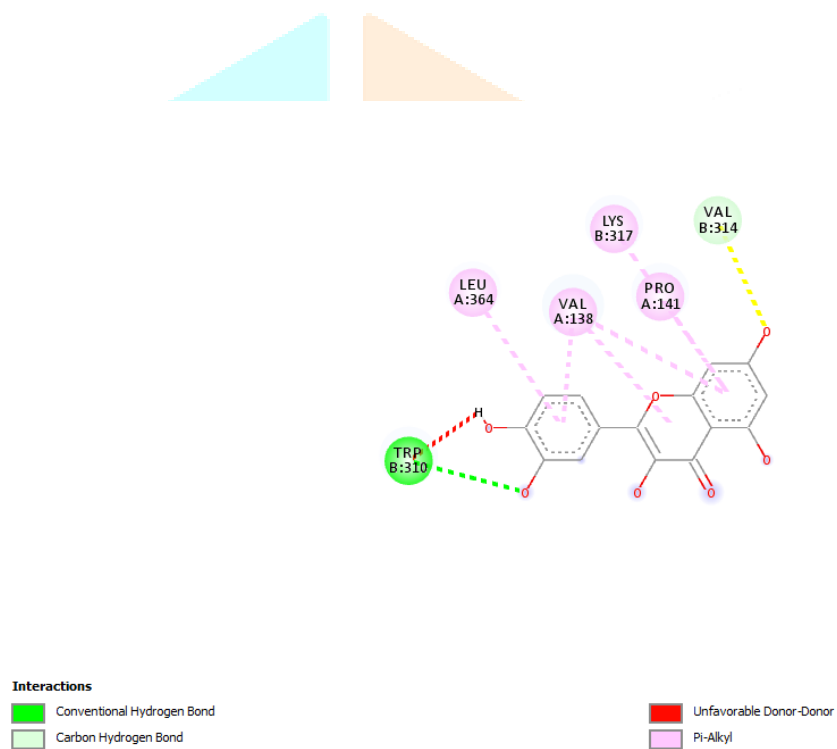 LYS
B:317
VAL
B:314
LEU
A:364
VAL
A:138
PRO
A:141
O
O
H
O
TRP
B:310
O
O
O
O
Interactions
Conventional Hydrogen Bond
Unfavorable Donor-Donor
Carbon Hydrogen Bond
Pi-Alkyl